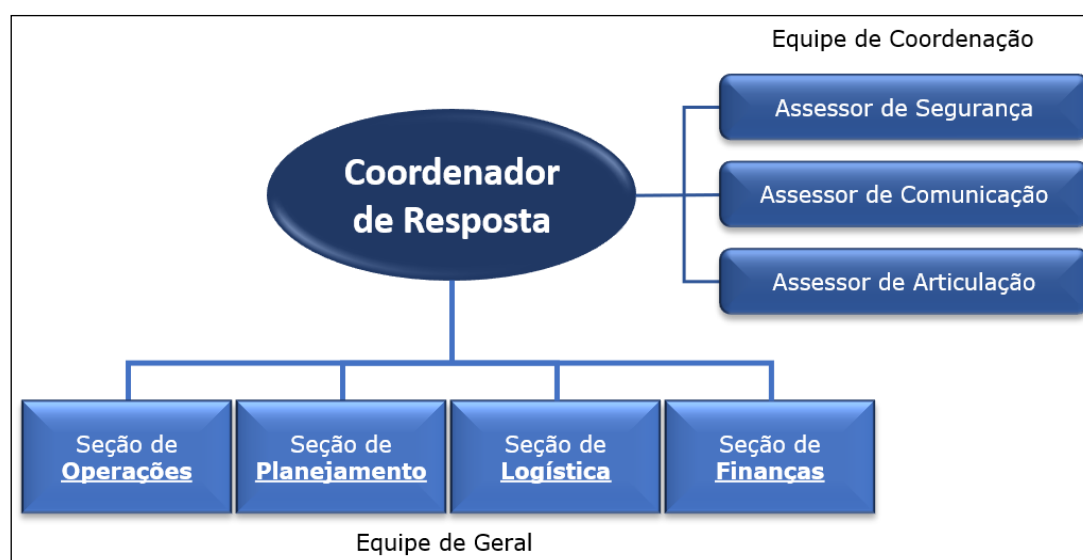 Equipe de Coordenação
Assessor de Segurança
Coordenador
de Resposta
Assessor de Comunicação
Assessor de Articulação
Seção de
Operações
Seção de
Planejamento
Seção de
Logística
Seção de
Finanças
Equipe de Geral